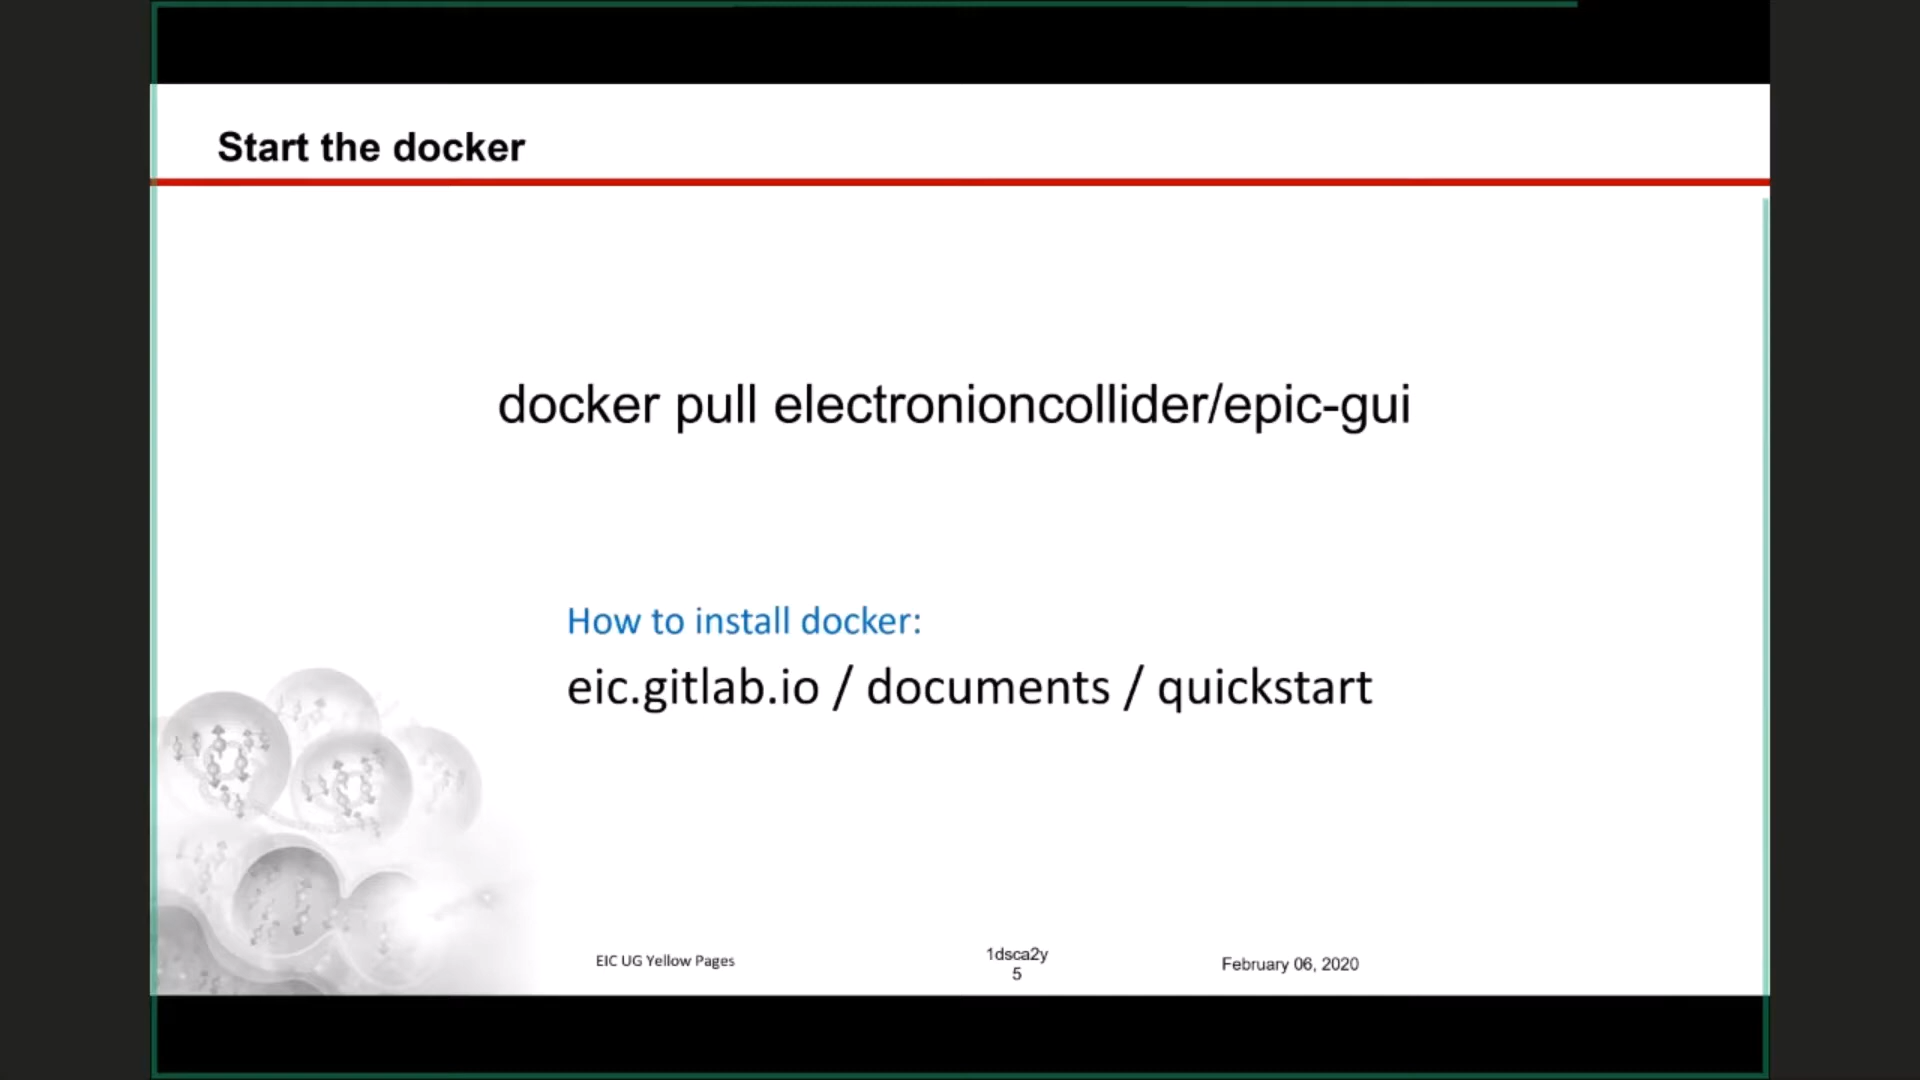 Start the docker
docker pull electronioncollider/epic-gui
How to install docker:
eic.gitlab.io / documents / quickstart
EIC UG Yellow Pages
1dsca2y
5
February 06, 2020